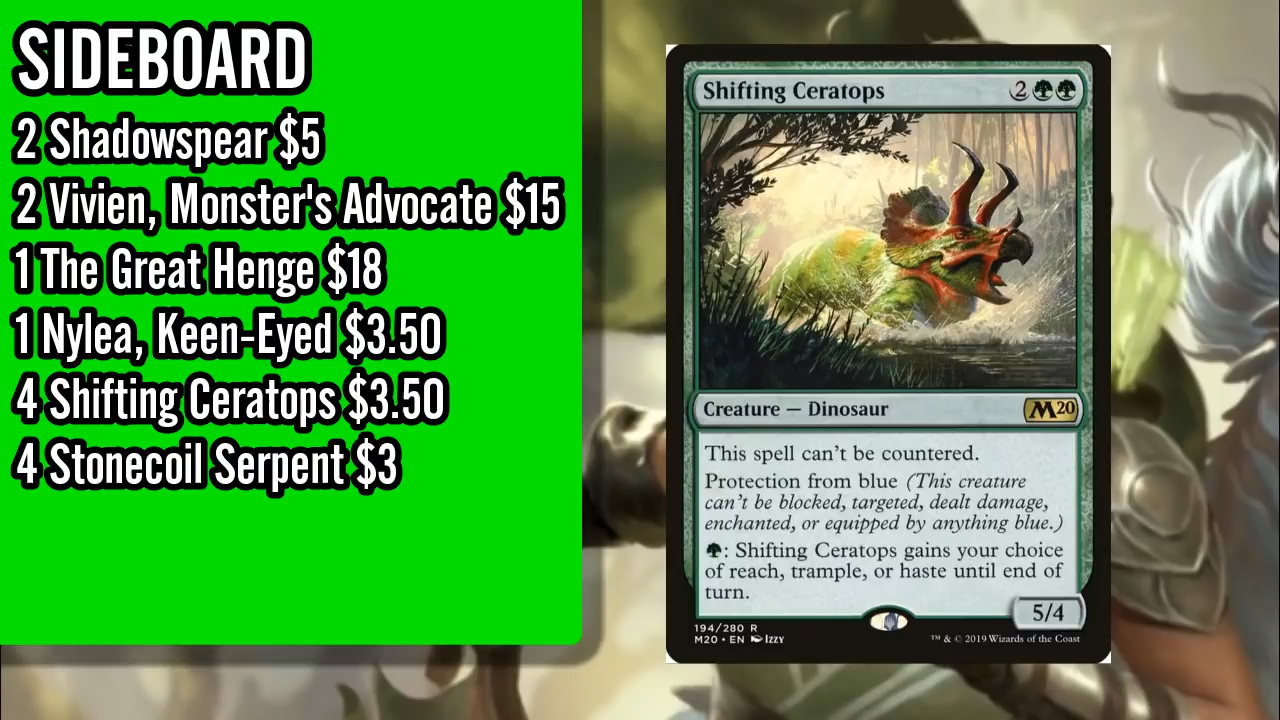 SIDEBOARD
2 Shadowspear $5
2 Vivien, Monster's Advocate $15
1 The Great Henge $18
1 Nylea, Keen-Eyed $3.50
4 Shifting Ceratops $3.50
4 Stonecoil Serpent $3
Shifting Ceratops 2
Creature — Dinosaur M20
This spell can't be countered.
Protection from blue (This creature
can't be blocked, targeted, dealt damage,
enchanted, or equipped by anything blue.)
: Shifting Ceratops gains your choice
of reach, trample, or haste until end of
turn.
5/4
194/280 R
M20 • EN Izzy
™ & © 2019 Wizards of the Coast